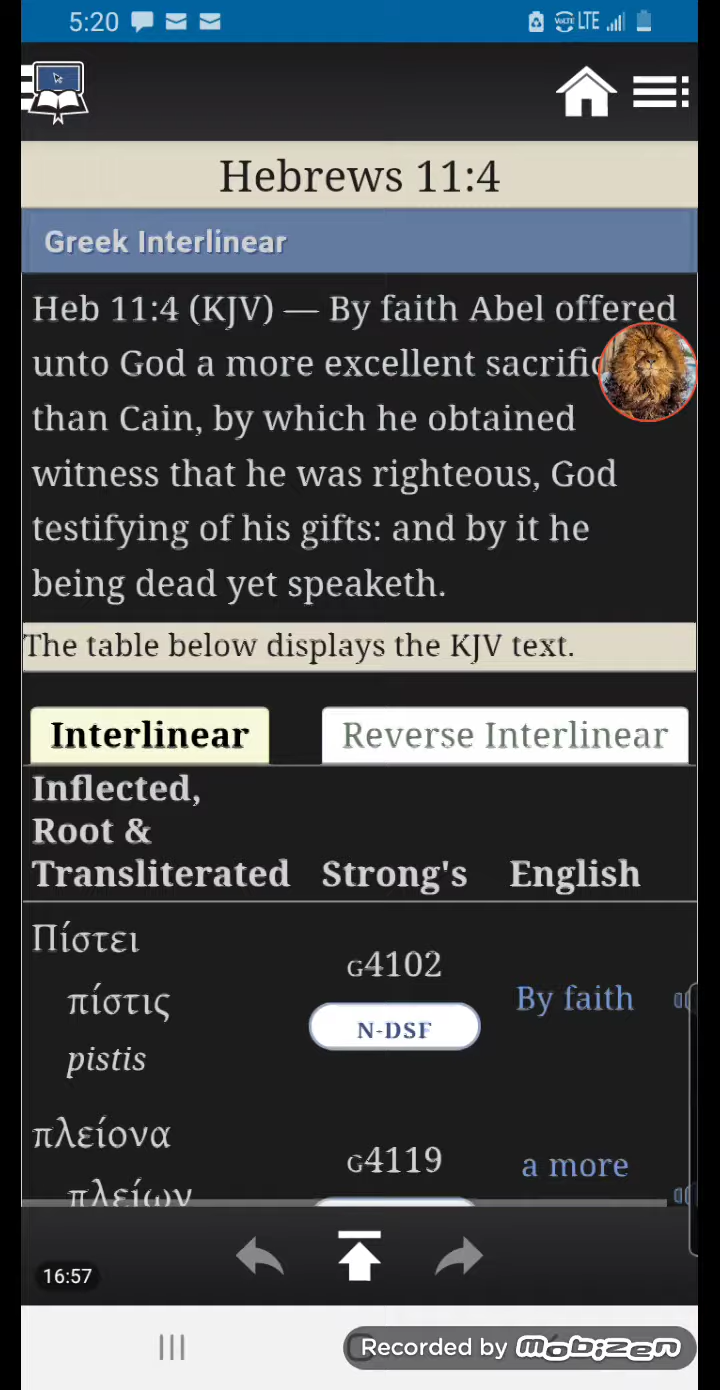 5:20
VoLTE LTE
Hebrews 11:4
Greek Interlinear
Heb 11:4 (KJV) — By faith Abel offered
unto God a more excellent
than Cain, by which he obtained
witness that he was righteous, God
testifying of his gifts: and by it he
being dead yet speaketh.
The table below displays the KJV text.
Interlinear
Reverse Interlinear
Inflected,
Root &
Transliterated
Strong's
English
Πίστει
πίστις
pistis
G4102
N-DSF
By faith
πλείονα
πλείων
G4119
a more
16:57
Recorded by mobizen